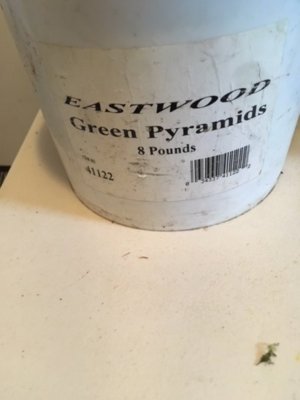 EASTWOOD
Green Pyramids
8 Pounds
41122